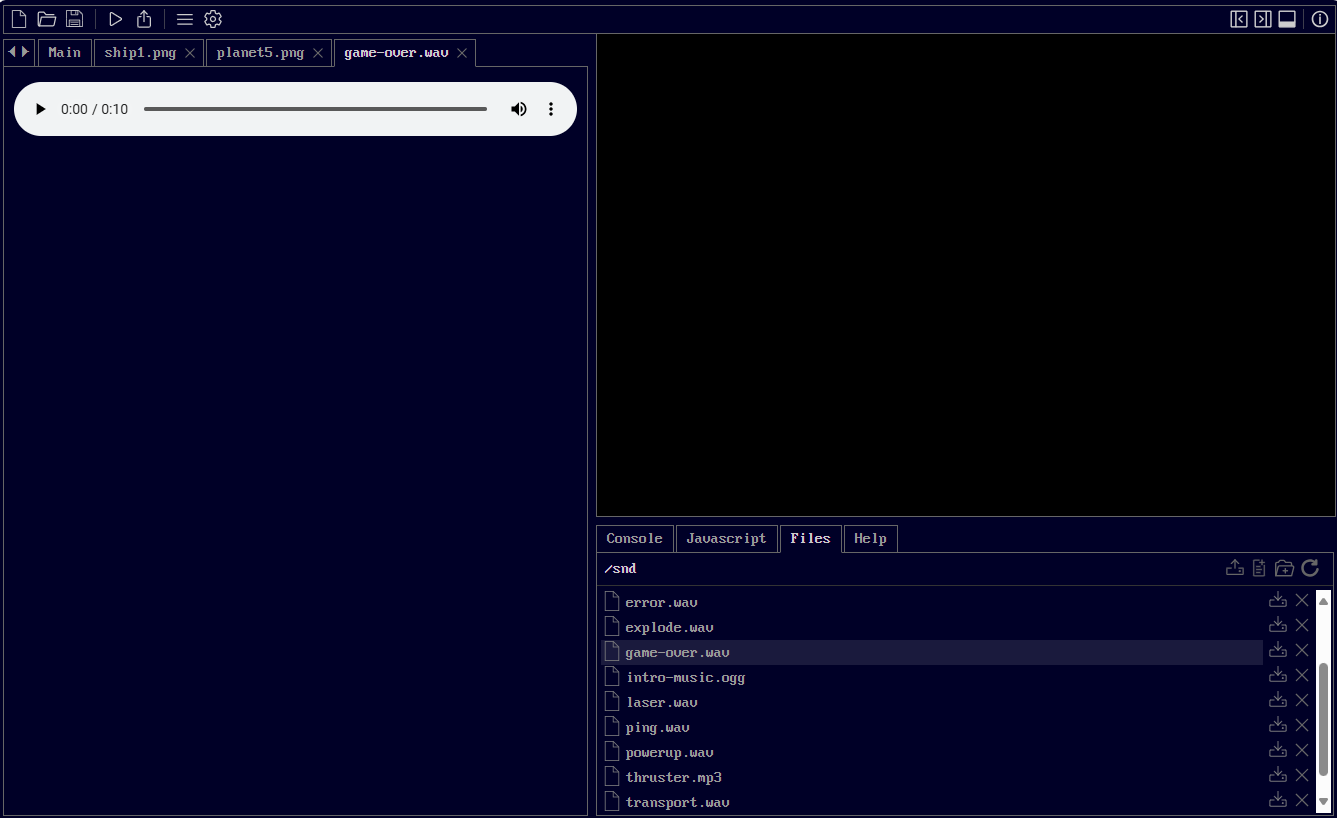 Main ship1.png planet5.png game-over.wav
0:00 / 0:10
Console Javascript Files Help
/snd
error.wav
explode.wav
game-over.wav
intro-music.ogg
laser.wav
ping.wav
powerup.wav
thruster.mp3
transport.wav